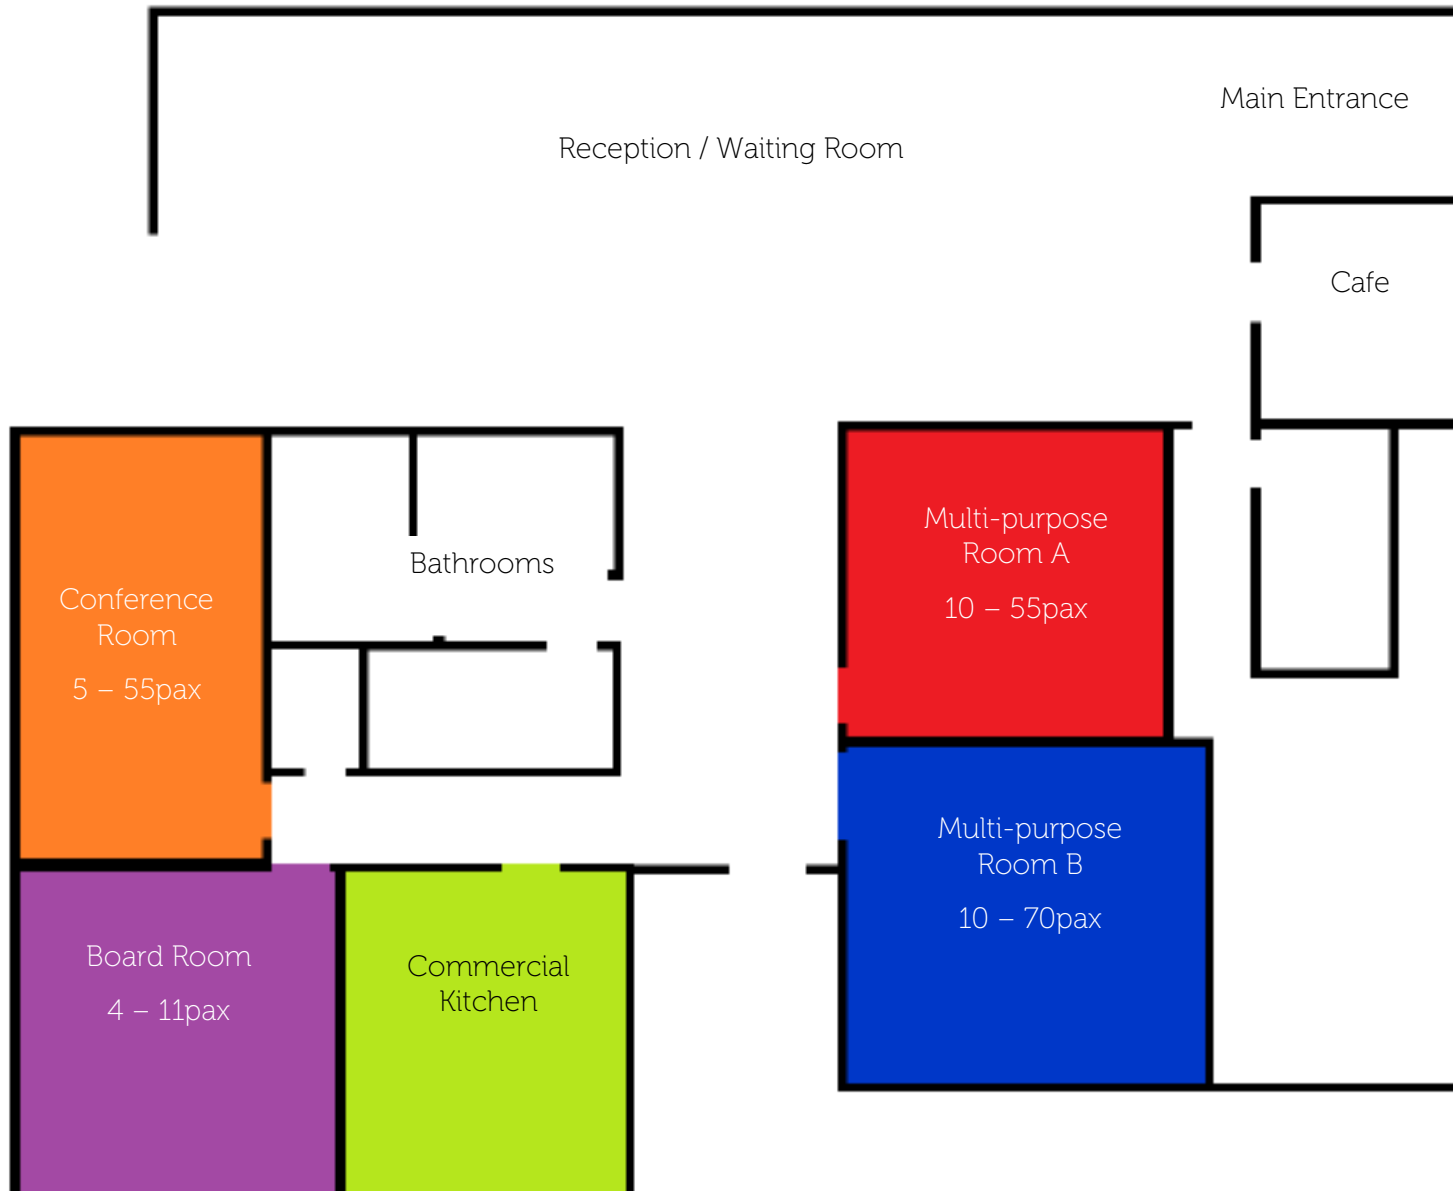 Main Entrance
Reception / Waiting Room
Cafe
Multi-purpose
Room A
10 – 55pax
Bathrooms
Conference
Room
5 – 55pax
Multi-purpose
Room B
10 – 70pax
Board Room
4 – 11pax
Commercial
Kitchen